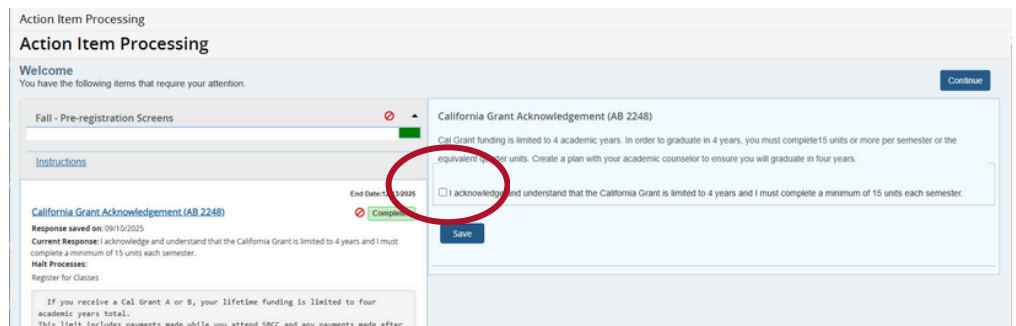 Action Item Processing
Action Item Processing
Welcome
You have the following items that require your attention.
Continue
Fall - Pre-registration Screens
Instructions
End Date:
California Grant Acknowledgement (AB 2248)
Response saved on: 09/10/2025
Current Response: I acknowledge and understand that the California Grant is limited to 4 years and I must
complete a minimum of 15 units each semester.
Halt Processes:
Register for Classes
If you receive a Cal Grant A or B, your lifetime funding is limited to four
academic years total.
This limit includes payments made while you attend SBCC and any payments made after
California Grant Acknowledgement (AB 2248)
Cal Grant funding is limited to 4 academic years. In order to graduate in 4 years, you must complete15 units or more per semester or the
equivalent units. Create a plan with your academic counselor to ensure you will graduate in four years.
I acknowledge and understand that the California Grant is limited to 4 years and I must complete a minimum of 15 units each semester.
Save